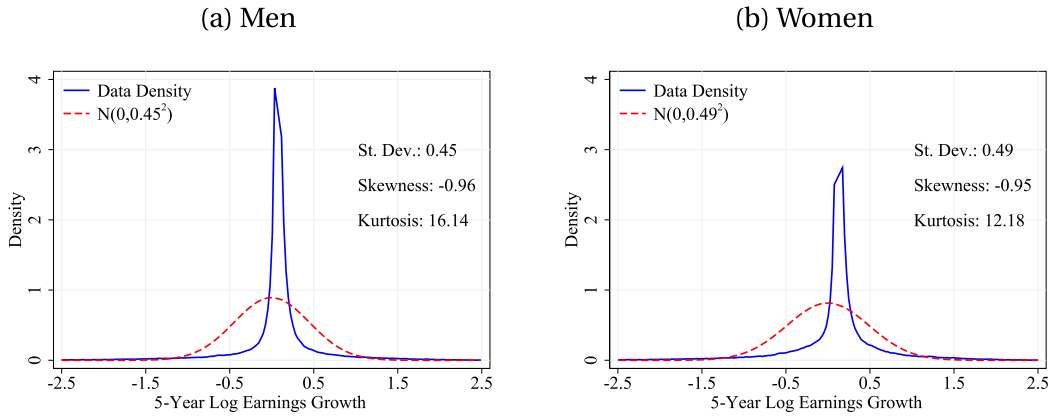 (a) Men
4
3
2
1
0
Density
Data Density
N(0,0.45²)
St. Dev.: 0.45
Skewness: -0.96
Kurtosis: 16.14
-2.5 -1.5 -0.5 0.5 1.5 2.5
5-Year Log Earnings Growth
(b) Women
4
3
2
1
0
Density
Data Density
N(0,0.49²)
St. Dev.: 0.49
Skewness: -0.95
Kurtosis: 12.18
-2.5 -1.5 -0.5 0.5 1.5 2.5
5-Year Log Earnings Growth